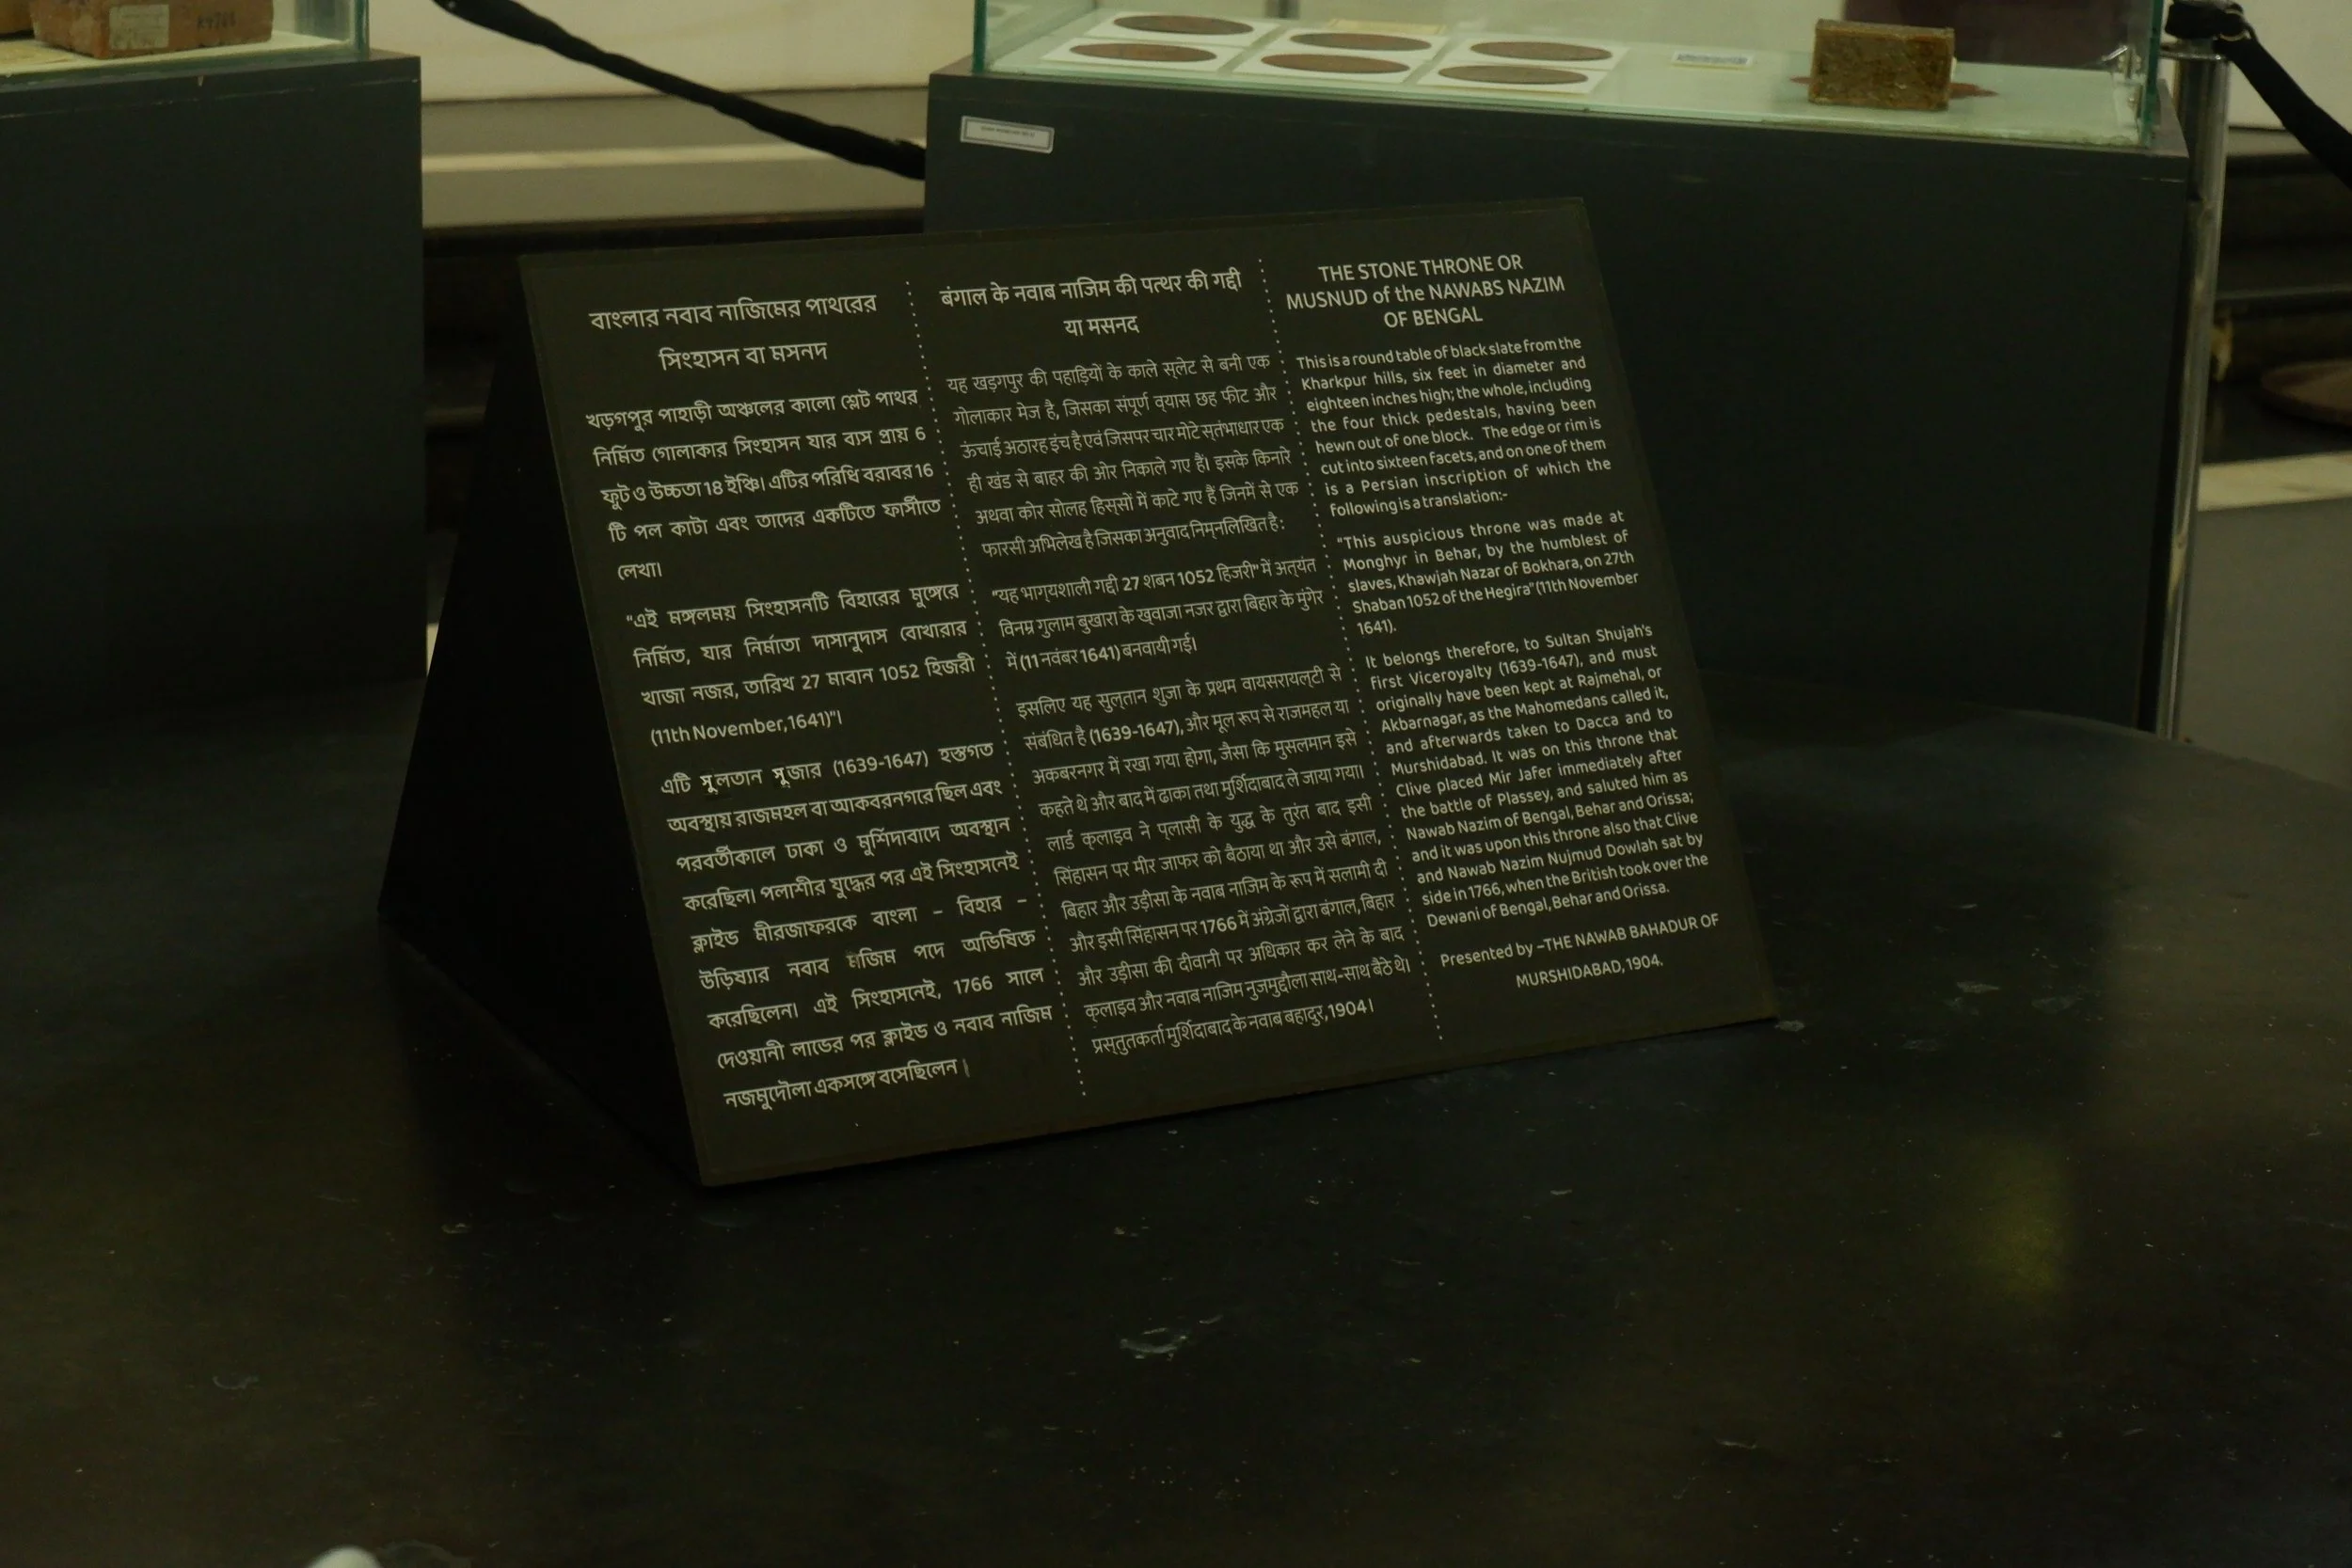 বাংলার নবাব নাজিমের পাথরের
সিংহাসন বা মসনদ
খড়গপুর পাহাড়ী অঞ্চলের কালো শ্লেট পাথর
নির্মিত গোলাকার সিংহাসন যার ব্যস প্রায় 6
ফুট ও উচ্চতা 18 ইঞ্চি। এটির পরিধি বরাবর 16
টি পল কাটা এবং তাদের একটিতে ফার্সীতে
লেখা।
"এই মঙ্গলময় সিংহাসনটি বিহারের মুঙ্গেরে
নির্মিত, যার নির্মাতা দাসানুদাস বোখারার
খাজা নজর, তারিখ 27 ষাবান 1052 হিজরী
(11th November,1641)"।
এটি সুলতান সুজার (1639-1647) হস্তগত
অবস্থায় রাজমহল বা আকবরনগরে ছিল এবং
পরবর্তীকালে ঢাকা ও মুর্শিদাবাদে অবস্থান
করেছিল। পলাশীর যুদ্ধের পর এই সিংহাসনেই
ক্লাইভ মীরজাফরকে বাংলা – বিহার –
উড়িষ্যার নবাব নাজিম পদে অভিষিক্ত
করেছিলেন। এই সিংহাসনেই, 1766 সালে
দেওয়ানী লাভের পর ক্লাইভ ও নবাব নাজিম
নজমুদৌলা একসঙ্গে বসেছিলেন।
बंगाल के नवाब नाजिम की पत्थर की गद्दी
या मसनद
यह खड़गपुर की पहाड़ियों के काले स्लेट से बनी एक
गोलाकार मेज है, जिसका संपूर्ण व्यास छह फीट और
ऊंचाई अठारह इंच है एवं जिसपर चार मोटे स्तंभाधार एक
ही खंड से बाहर की ओर निकाले गए हैं। इसके किनारे
अथवा कोर सोलह हिस्सों में काटे गए हैं जिनमें से एक
फारसी अभिलेख है जिसका अनुवाद निम्नलिखित है:
"यह भाग्यशाली गद्दी 27 शबन 1052 हिजरी" में अत्यंत
विनम्र गुलाम बुखारा के ख्वाजा नजर द्वारा बिहार के मुंगेर
में (11 नवंबर 1641) बनवायी गई।
इसलिए यह सुल्तान शुजा के प्रथम वायसरायल्टी से
संबंधित है (1639-1647), और मूल रूप से राजमहल या
अकबरनगर में रखा गया होगा, जैसा कि मुसलमान इसे
कहते थे और बाद में ढाका तथा मुर्शिदाबाद ले जाया गया।
लार्ड क्लाइव ने प्लासी के युद्ध के तुरंत बाद इसी
सिंहासन पर मीर जाफर को बैठाया था और उसे बंगाल,
बिहार और उड़ीसा के नवाब नाजिम के रूप में सलामी दी
और इसी सिंहासन पर 1766 में अंग्रेजों द्वारा बंगाल, बिहार
और उड़ीसा की दीवानी पर अधिकार कर लेने के बाद
क्लाइव और नवाब नाजिम नुजमुद्दौला साथ-साथ बैठे थे।
प्रस्तुतकर्ता मुर्शिदाबाद के नवाब बहादुर, 1904।
THE STONE THRONE OR
MUSNUD of the NAWABS NAZIM
OF BENGAL
This is a round table of black slate from the
Kharkpur hills, six feet in diameter and
eighteen inches high; the whole, including
the four thick pedestals, having been
hewn out of one block. The edge or rim is
cut into sixteen facets, and on one of them
is a Persian inscription of which the
following is a translation:-
"This auspicious throne was made at
Monghyr in Behar, by the humblest of
slaves, Khawjah Nazar of Bokhara, on 27th
Shaban 1052 of the Hegira" (11th November
1641).
It belongs therefore, to Sultan Shujah's
first Viceroyalty (1639-1647), and must
originally have been kept at Rajmehal, or
Akbarnagar, as the Mahomedans called it,
and afterwards taken to Dacca and to
Murshidabad. It was on this throne that
Clive placed Mir Jafer immediately after
the battle of Plassey, and saluted him as
Nawab Nazim of Bengal, Behar and Orissa;
and it was upon this throne also that Clive
and Nawab Nazim Nujmud Dowlah sat by
side in 1766, when the British took over the
Dewani of Bengal, Behar and Orissa.
Presented by –THE NAWAB BAHADUR OF
MURSHIDABAD, 1904.